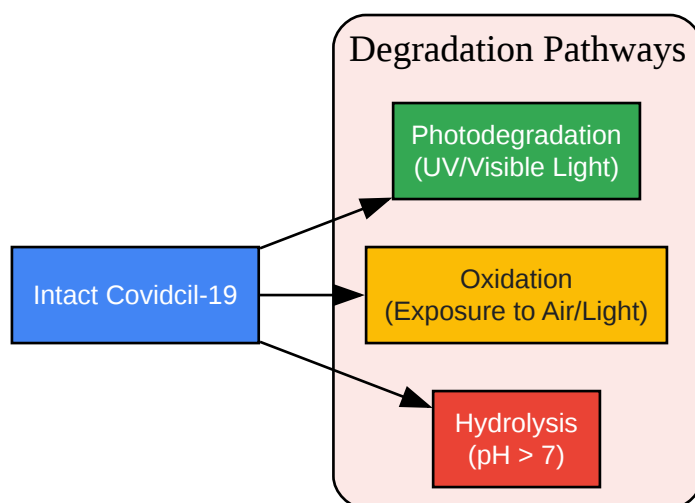 Degradation Pathways
Photodegradation
(UV/Visible Light)
Intact Covidcil-19
Oxidation
(Exposure to Air/Light)
Hydrolysis
(pH > 7)